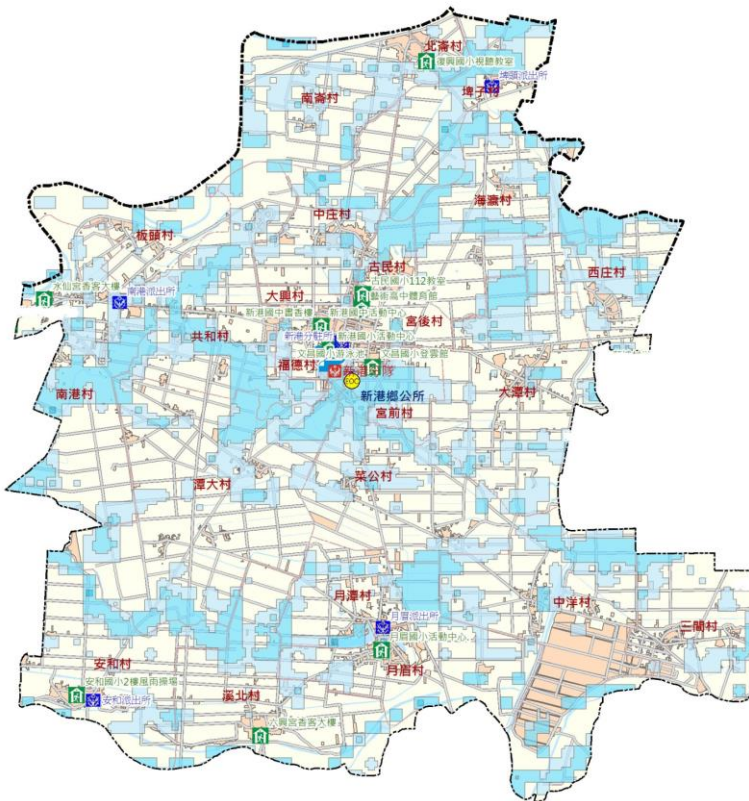 北崙村
復興國小視聽教室
埤頭派出所
埤子村
南崙村
海瀛村
中庄村
板頭村
古民村
西庄村
古民國小112教室
藝術高中體育館
水仙宮香客大樓
南港派出所
大興村
新港國中書香樓
新港國中活動中心
宮後村
共和村
新港分駐所
新港國小活動中心
文昌國小游泳池
文昌國小登雲館
福德村
新港分隊
EOC
新港鄉公所
南港村
大潭村
宮前村
菜公村
潭大村
月潭村
月眉派出所
中洋村
三間村
月眉國小活動中心
月眉村
安和村
安和國小2樓風雨操場
安和派出所
溪北村
六興宮香客大樓